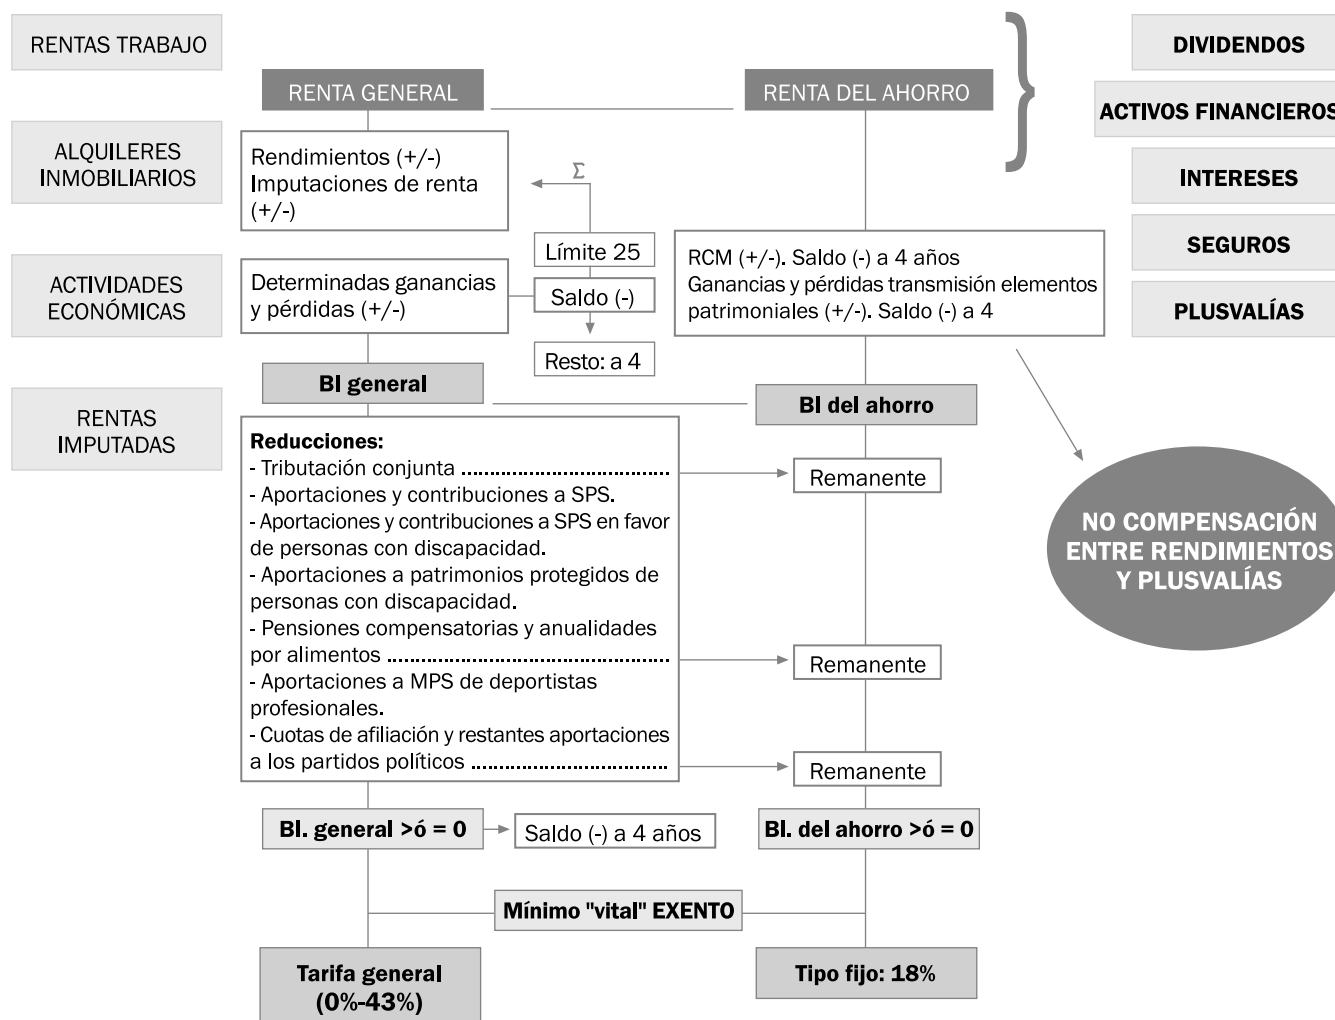 RENTAS TRABAJO
ALQUILERES
INMOBILIARIOS
ACTIVIDADES
ECONÓMICAS
RENTAS
IMPUTADAS
RENTA GENERAL
Rendimientos (+/-)
Imputaciones de renta
(+/-)
Σ
Límite 25
Determinadas ganancias
y pérdidas (+/-)
Saldo (-)
Resto: a 4
BI general
Reducciones:
- Tributación conjunta ................................
- Aportaciones y contribuciones a SPS.
- Aportaciones y contribuciones a SPS en favor
de personas con discapacidad.
- Aportaciones a patrimonios protegidos de
personas con discapacidad.
- Pensiones compensatorias y anualidades
por alimentos ...........................................
- Aportaciones a MPS de deportistas
profesionales.
- Cuotas de afiliación y restantes aportaciones
a los partidos políticos ..............................
BI. general >ó = 0
Saldo (-) a 4 años
Mínimo "vital" EXENTO
Tarifa general
(0%-43%)
RENTA DEL AHORRO
RCM (+/-). Saldo (-) a 4 años
Ganancias y pérdidas transmisión elementos
patrimoniales (+/-). Saldo (-) a 4
BI del ahorro
Remanente
Remanente
Remanente
BI. del ahorro >ó = 0
Tipo fijo: 18%
DIVIDENDOS
ACTIVOS FINANCIEROS
INTERESES
SEGUROS
PLUSVALÍAS
NO COMPENSACIÓN
ENTRE RENDIMIENTOS
Y PLUSVALÍAS